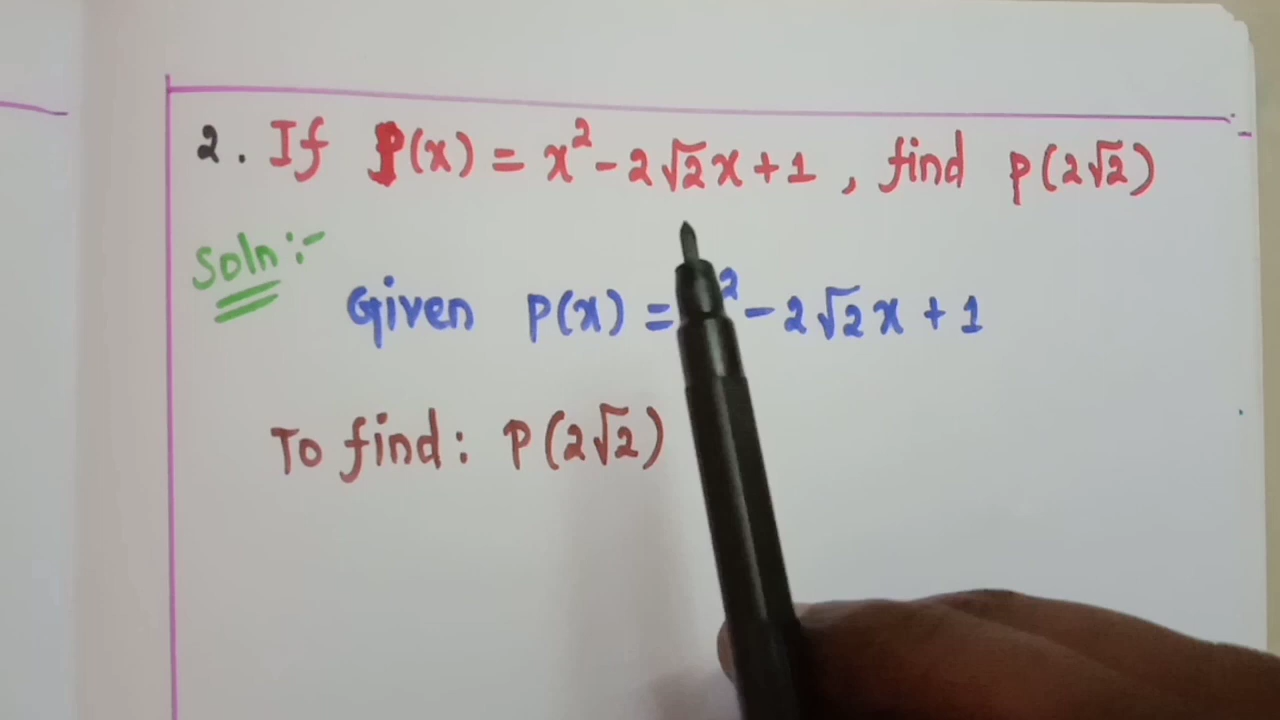 2. If P(x) = x² - 2√2x + 1, find p(2√2)
Soln:-
Given P(x) = ² - 2√2x + 1
To find: P(2√2)